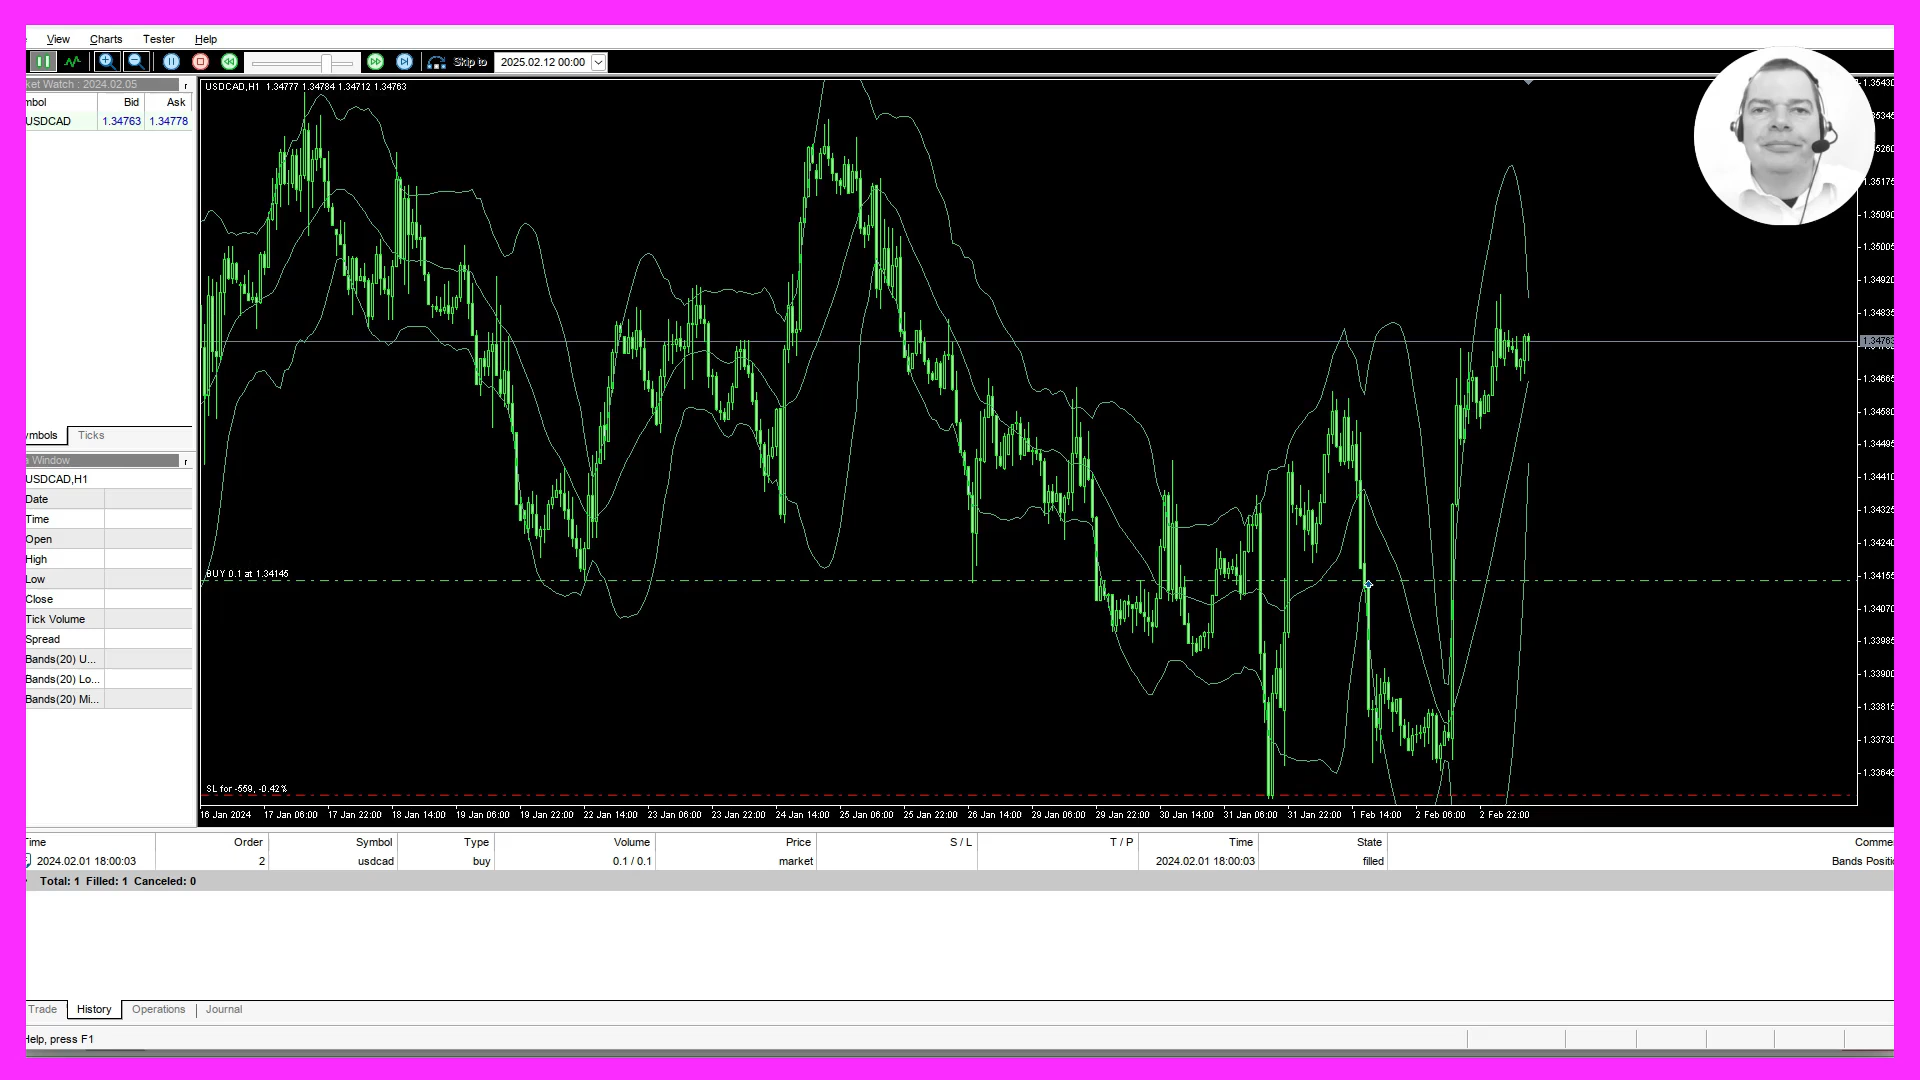 View Charts Tester Help
Skip to 2025.02.12 00:00
ket Watch : 2024.02.05
mbol Bid Ask
USDCAD 1.34763 1.34778
ymbols Ticks
Window
USDCAD,H1
Date
Time
Open
High
Low
Close
Tick Volume
Spread
Bands(20) U...
Bands(20) Lo...
Bands(20) Mi...
USDCAD,H1 1.34777 1.34784 1.34712 1.34763
BUY 0.1 at 1.34145
SL for -559, -0.42%
1.35430
1.35345
1.35260
1.35175
1.35090
1.35005
1.34920
1.34835
1.34763
1.34665
1.34580
1.34495
1.34410
1.34325
1.34240
1.34155
1.34070
1.33985
1.33900
1.33815
1.33730
1.33645
16 Jan 2024 17 Jan 06:00 17 Jan 22:00 18 Jan 14:00 19 Jan 06:00 19 Jan 22:00 22 Jan 14:00 23 Jan 06:00 23 Jan 22:00 24 Jan 14:00 25 Jan 06:00 25 Jan 22:00 26 Jan 14:00 29 Jan 06:00 29 Jan 22:00 30 Jan 14:00 31 Jan 06:00 31 Jan 22:00 1 Feb 14:00 2 Feb 06:00 2 Feb 22:00
Time Order Symbol Type Volume Price S / L T / P Time State Comme
2024.02.01 18:00:03 2 usdcad buy 0.1 / 0.1 market 2024.02.01 18:00:03 filled Bands Positi
Total: 1 Filled: 1 Canceled: 0
Trade History Operations Journal
Help, press F1